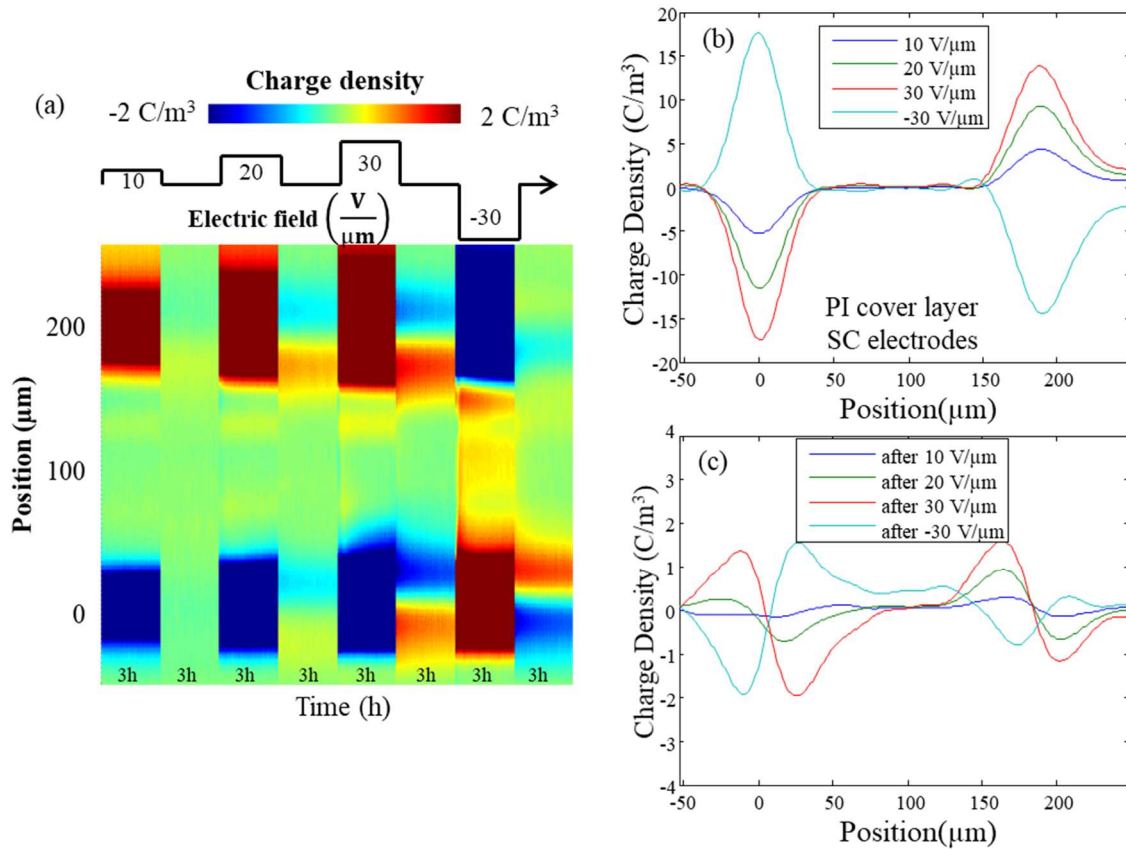 (a)
Charge density
-2 C/m³ 2 C/m³
10 20 30 -30
Electric field (V/μm)
Position (μm)
200
100
0
3h 3h 3h 3h 3h 3h 3h 3h
Time (h)
(b)
Charge Density (C/m³)
20
15
10
5
0
-5
-10
-15
-20
10 V/µm
20 V/µm
30 V/µm
-30 V/µm
PI cover layer
SC electrodes
-50 0 50 100 150 200
Position(µm)
(c)
Charge Density (C/m³)
4
3
2
1
0
-1
-2
-3
-4
after 10 V/µm
after 20 V/µm
after 30 V/µm
after -30 V/µm
-50 0 50 100 150 200
Position(µm)